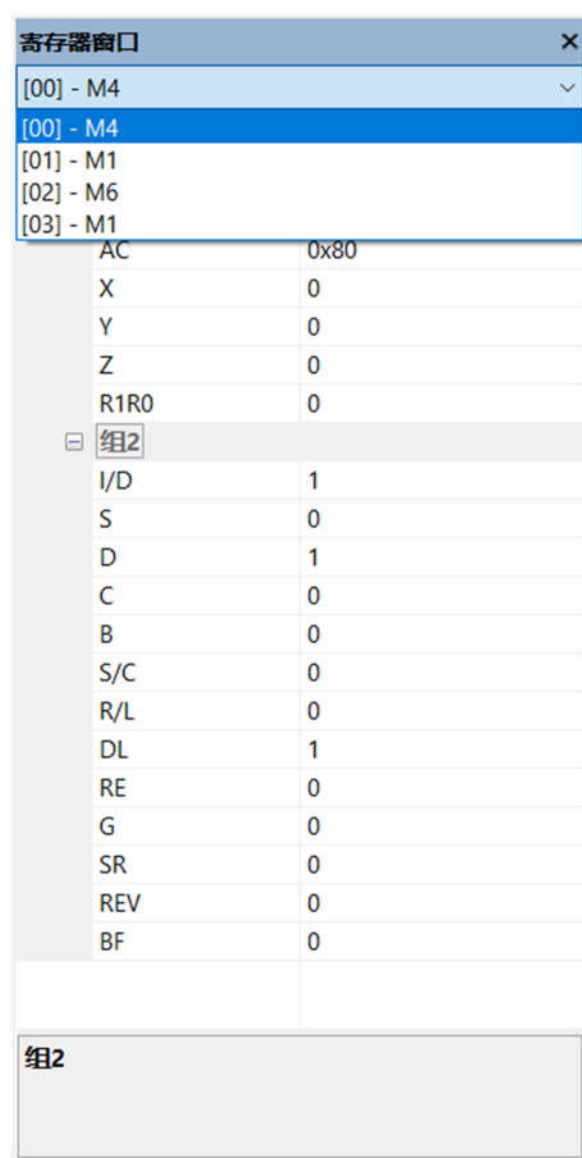 寄存器窗口
[00] - M4
[00] - M4
[01] - M1
[02] - M6
[03] - M1
AC 0x80
X 0
Y 0
Z 0
R1R0 0
组2
I/D 1
S 0
D 1
C 0
B 0
S/C 0
R/L 0
DL 1
RE 0
G 0
SR 0
REV 0
BF 0
组2